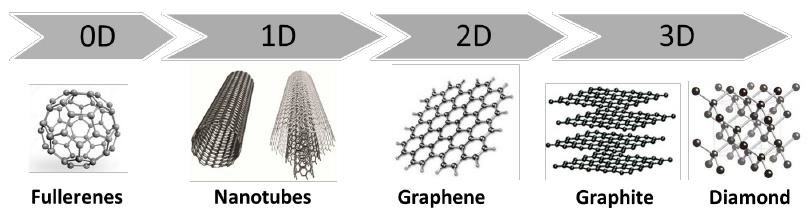 0D 1D 2D 3D
Fullerenes Nanotubes Graphene Graphite Diamond